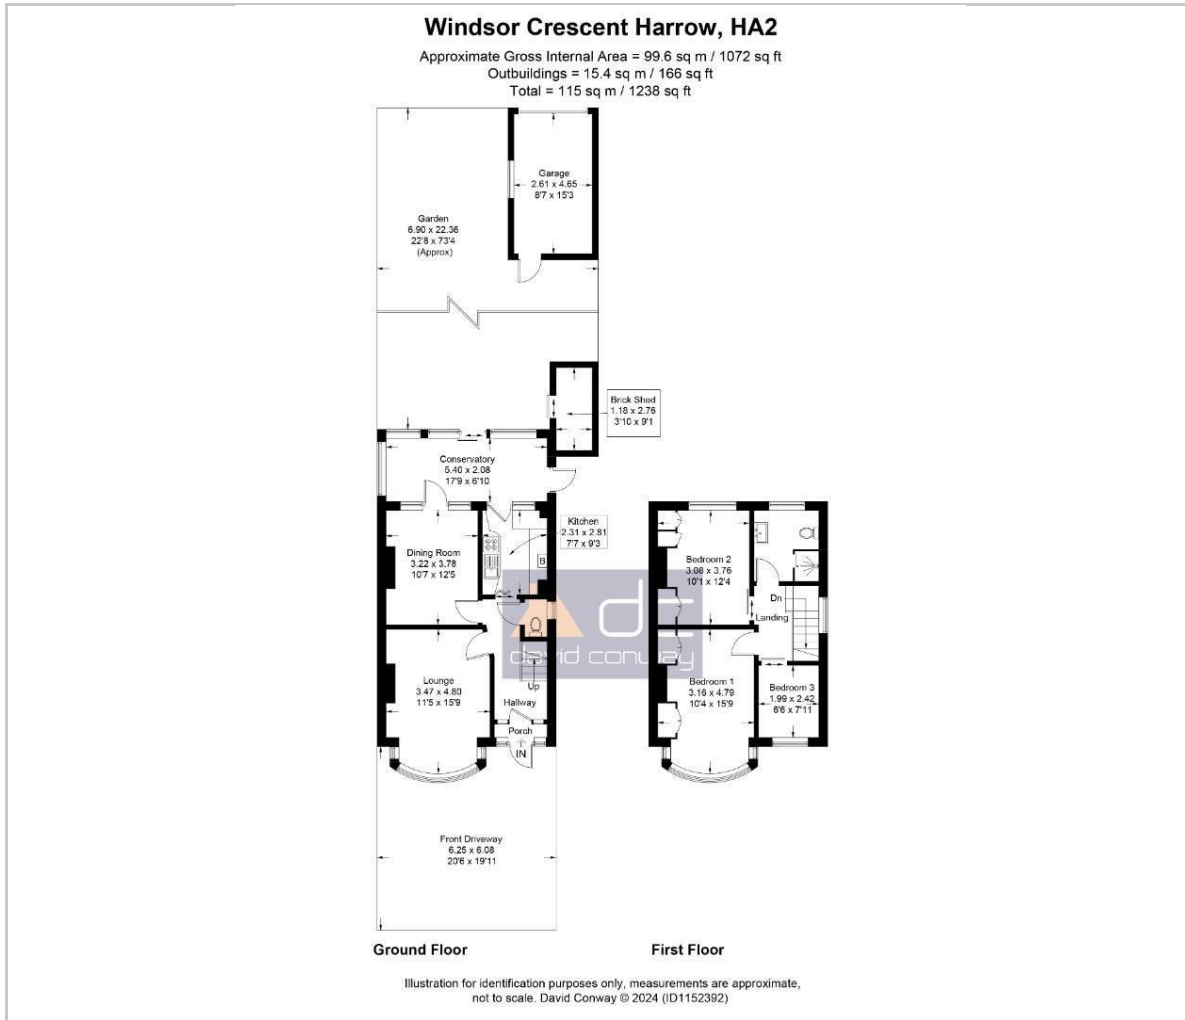 Windsor Crescent Harrow, HA2
Approximate Gross Internal Area = 99.6 sq m / 1072 sq ft
Outbuildings = 15.4 sq m / 166 sq ft
Total = 115 sq m / 1238 sq ft
Garage
2.61 x 4.65
8'7 x 15'3
Garden
6.90 x 22.36
22'8 x 73'4
(Approx)
Brick Shed
1.18 x 2.76
3'10 x 9'1
Conservatory
5.40 x 2.08
17'9 x 6'10
Kitchen
2.31 x 2.81
7'7 x 9'3
B
Dining Room
3.22 x 3.78
10'7 x 12'5
dc
david conway
Lounge
3.47 x 4.80
11'5 x 15'9
Up
Hallway
Porch
IN
Front Driveway
6.25 x 6.08
20'6 x 19'11
Ground Floor
Bedroom 2
3.08 x 3.76
10'1 x 12'4
Dn
Landing
Bedroom 1
3.16 x 4.79
10'4 x 15'9
Bedroom 3
1.99 x 2.42
6'6 x 7'11
First Floor
Illustration for identification purposes only, measurements are approximate,
not to scale. David Conway © 2024 (ID1152392)